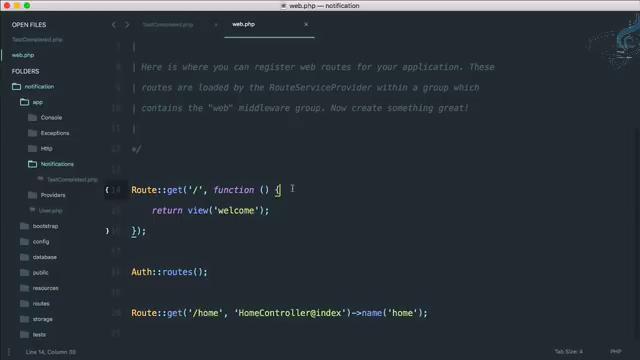 web.php — notification
OPEN FILES
TestCompleted.php
web.php
TestCompleted.php
web.php
FOLDERS
notification
app
Console
Exceptions
Http
Notifications
TestCompleted.php
Providers
User.php
bootstrap
config
database
public
resources
routes
storage
tests
|
| Here is where you can register web routes for your application. These
| routes are loaded by the RouteServiceProvider within a group which
| contains the "web" middleware group. Now create something great!
|
*/
14 Route::get('/', function () {
return view('welcome');
});
Auth::routes();
Route::get('/home', 'HomeController@index')->name('home');
Tab Size: 4
PHP